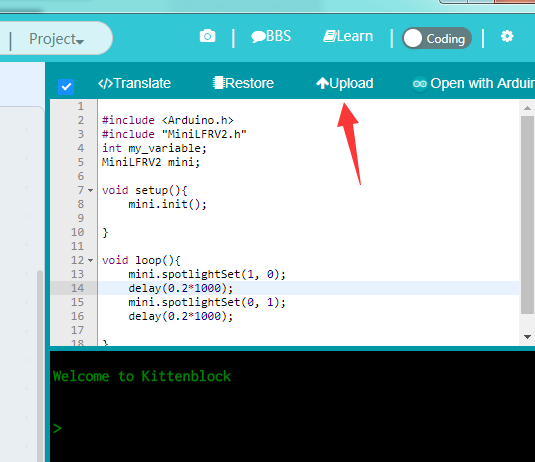 Project BBS Learn Coding
</>Translate Restore Upload Open with Arduin
1
2 #include <Arduino.h>
3 #include "MiniLFRV2.h"
4 int my_variable;
5 MiniLFRV2 mini;
6
7 void setup(){
8 mini.init();
9
10 }
11
12 void loop(){
13 mini.spotlightSet(1, 0);
14 delay(0.2*1000);
15 mini.spotlightSet(0, 1);
16 delay(0.2*1000);
17
18 }
Welcome to Kittenblock
>